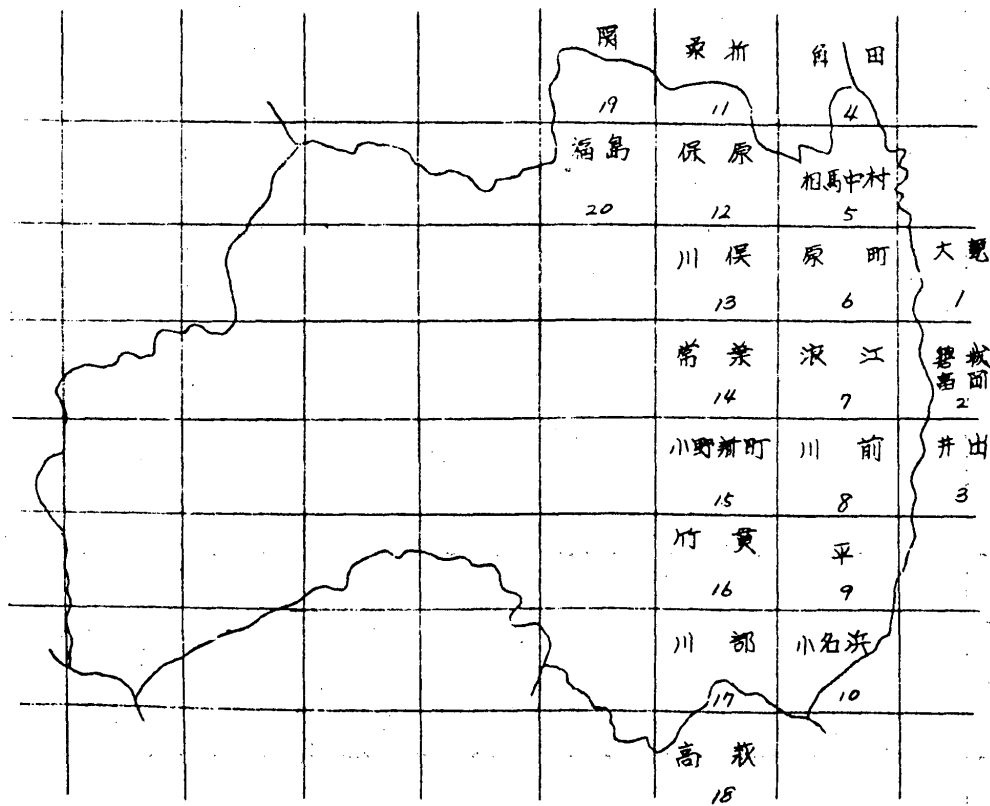 関 桑折 角田
19 11 4
福島 保原 相馬中村
20 12 5
川俣 原町 大甕
13 6 1
常葉 浪江 磐城富岡
14 7 2
小野新町 川前 井出
15 8 3
竹貫 平
16 9
川部 小名浜
17 10
高萩
18